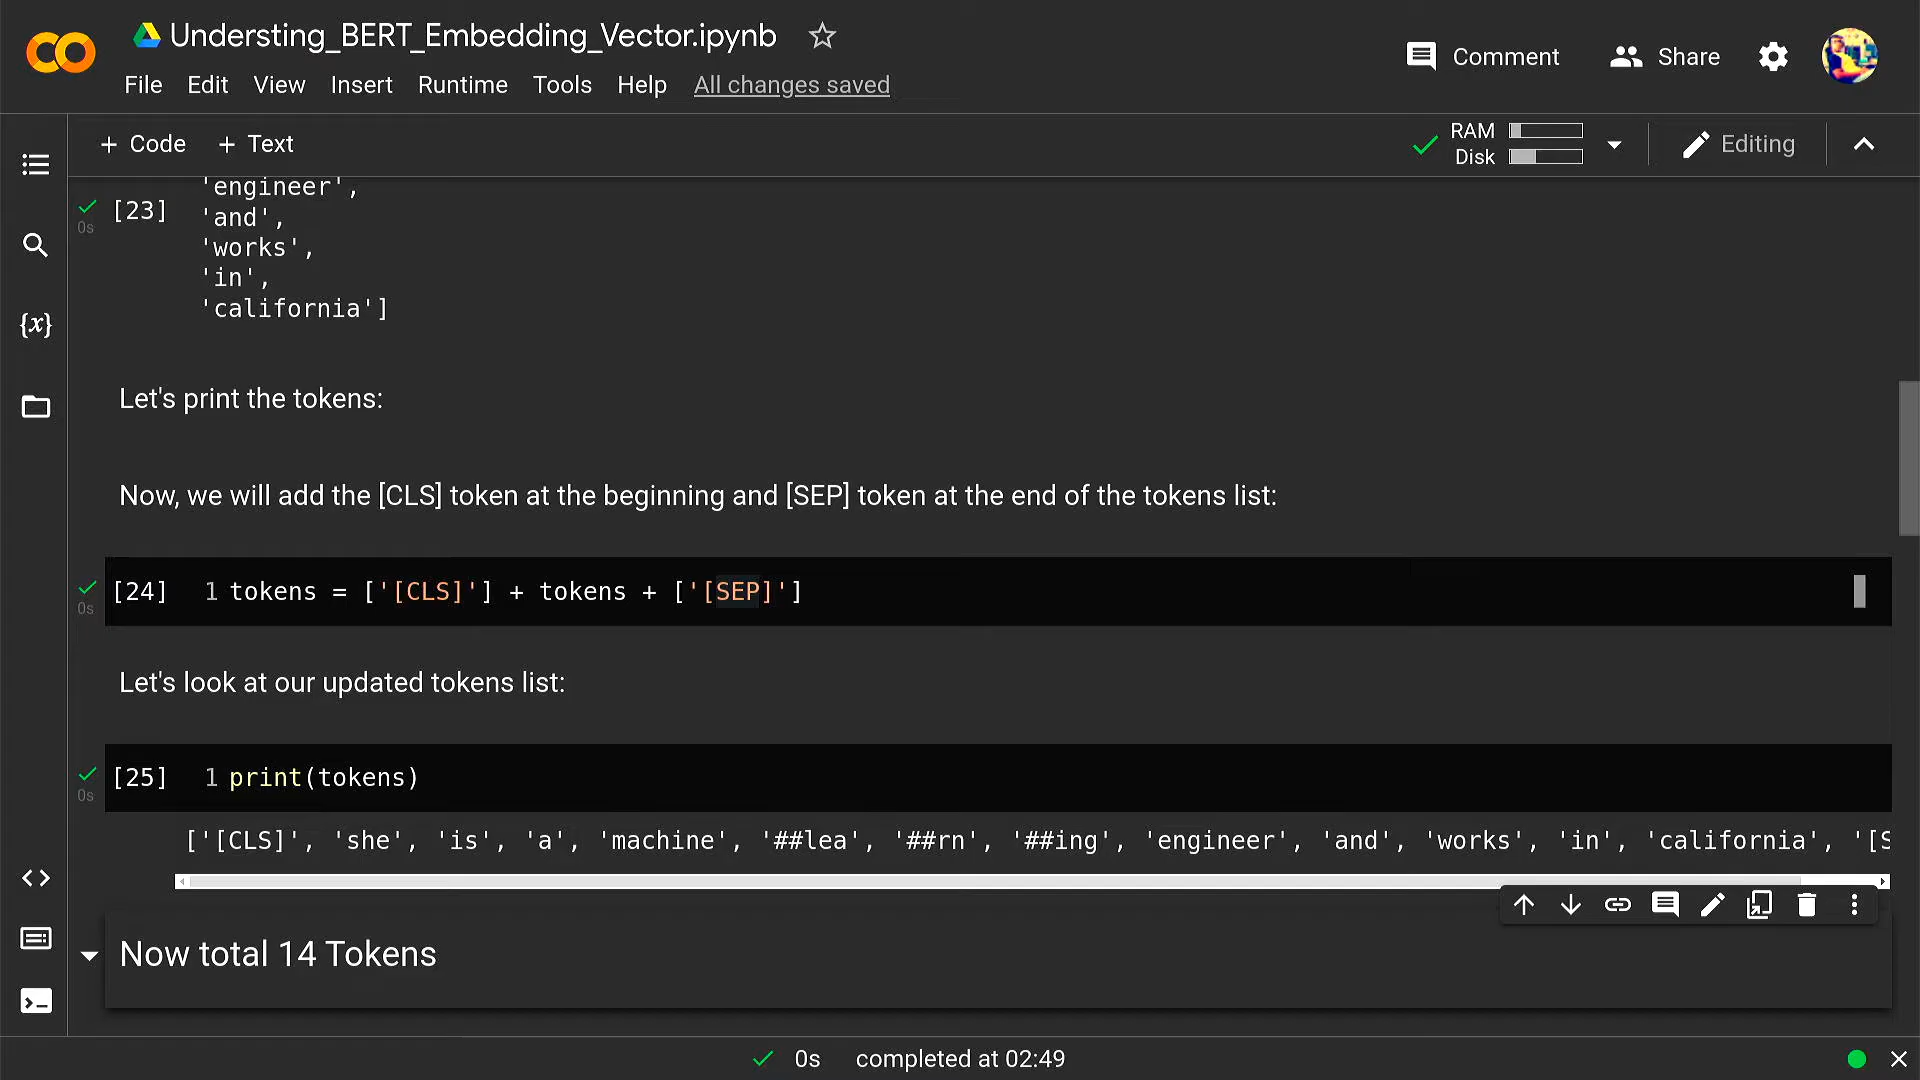 Understing_BERT_Embedding_Vector.ipynb
File Edit View Insert Runtime Tools Help All changes saved
Comment Share
+ Code + Text
RAM
Disk
Editing
'engineer',
[23]
0s
'and',
'works',
'in',
'california']
{x}
Let's print the tokens:
Now, we will add the [CLS] token at the beginning and [SEP] token at the end of the tokens list:
[24] 1 tokens = ['[CLS]'] + tokens + ['[SEP]']
0s
Let's look at our updated tokens list:
[25] 1 print(tokens)
0s
['[CLS]', 'she', 'is', 'a', 'machine', '##lea', '##rn', '##ing', 'engineer', 'and', 'works', 'in', 'california', '[S
Now total 14 Tokens
0s completed at 02:49